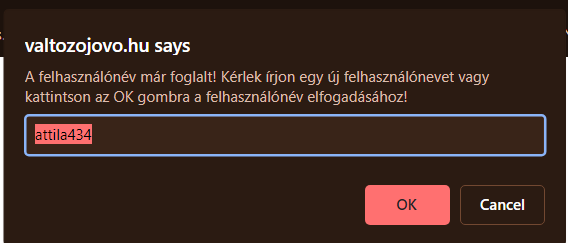 valtozojovo.hu says
A felhasználónév már foglalt! Kérlek írjon egy új felhasználónevet vagy
kattintson az OK gombra a felhasználónév elfogadásához!
attila434
OK
Cancel